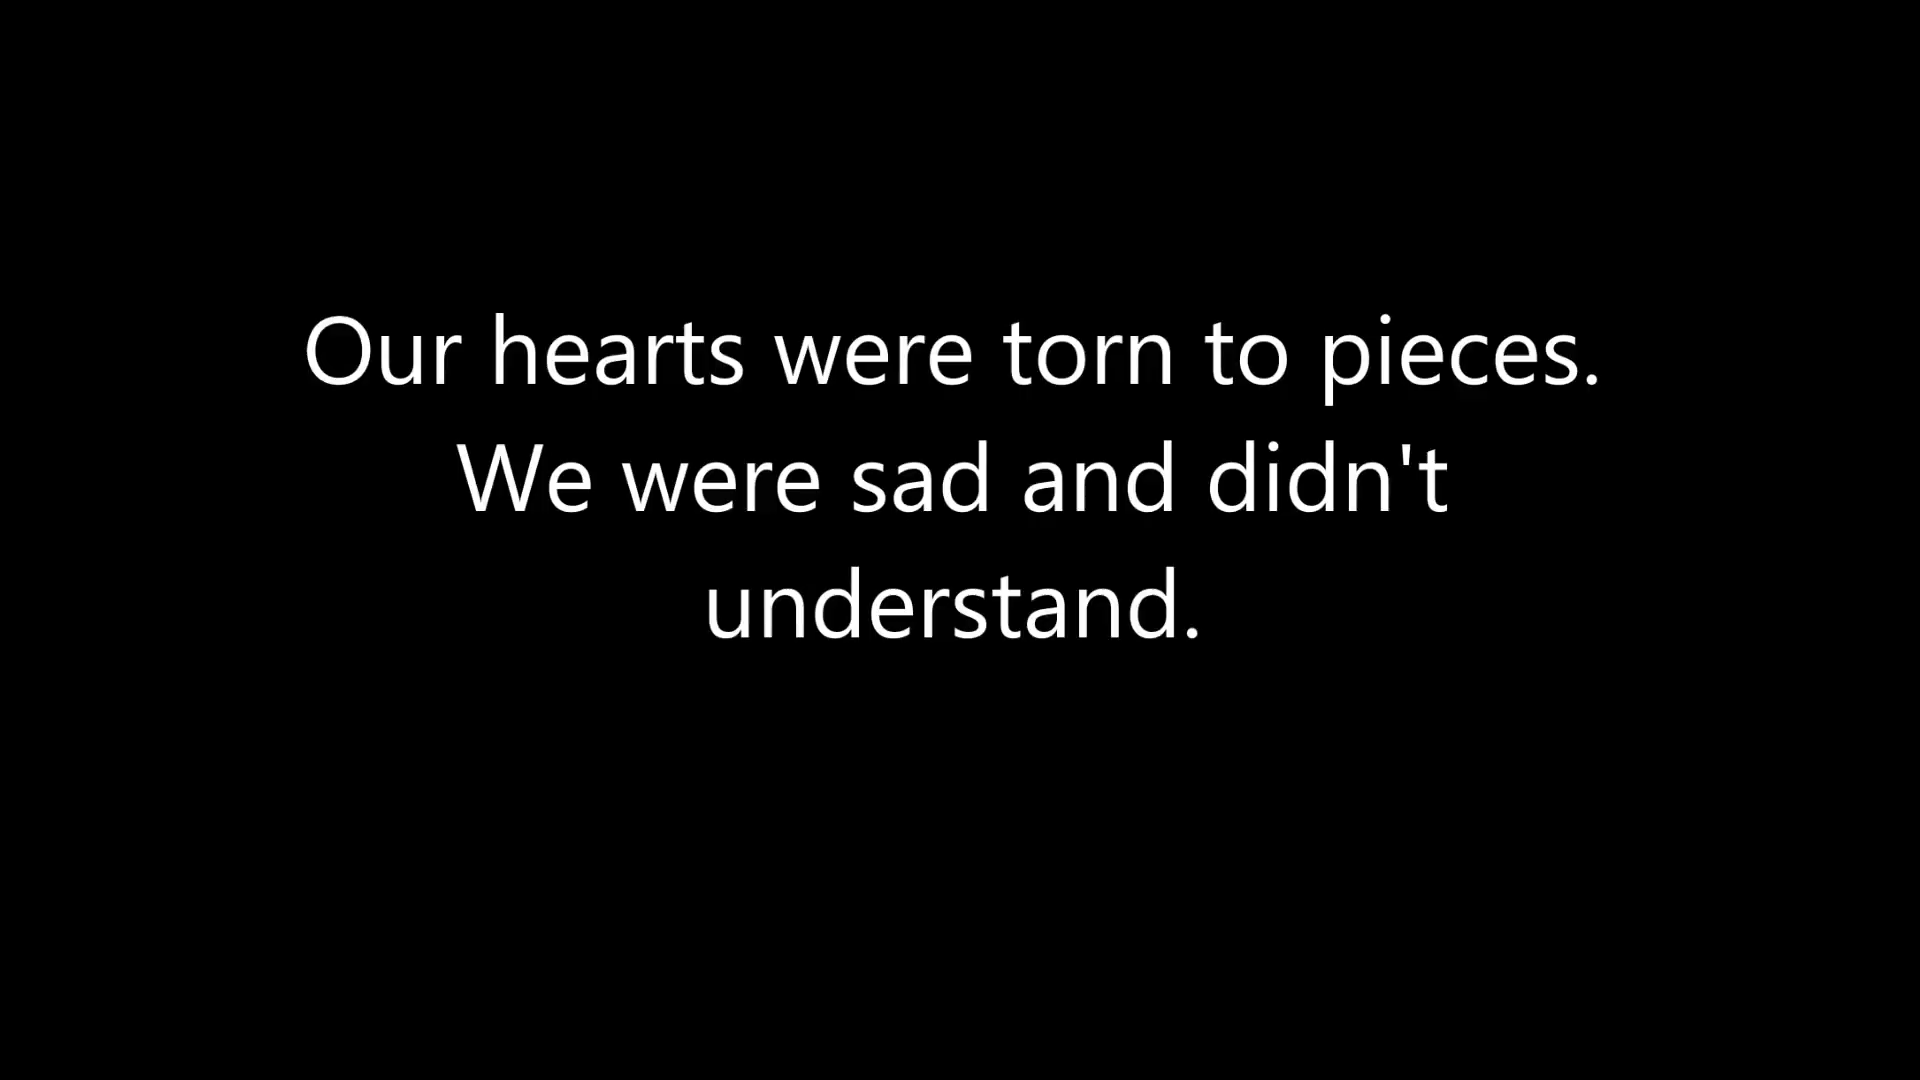 Our hearts were torn to pieces.
We were sad and didn't
understand.